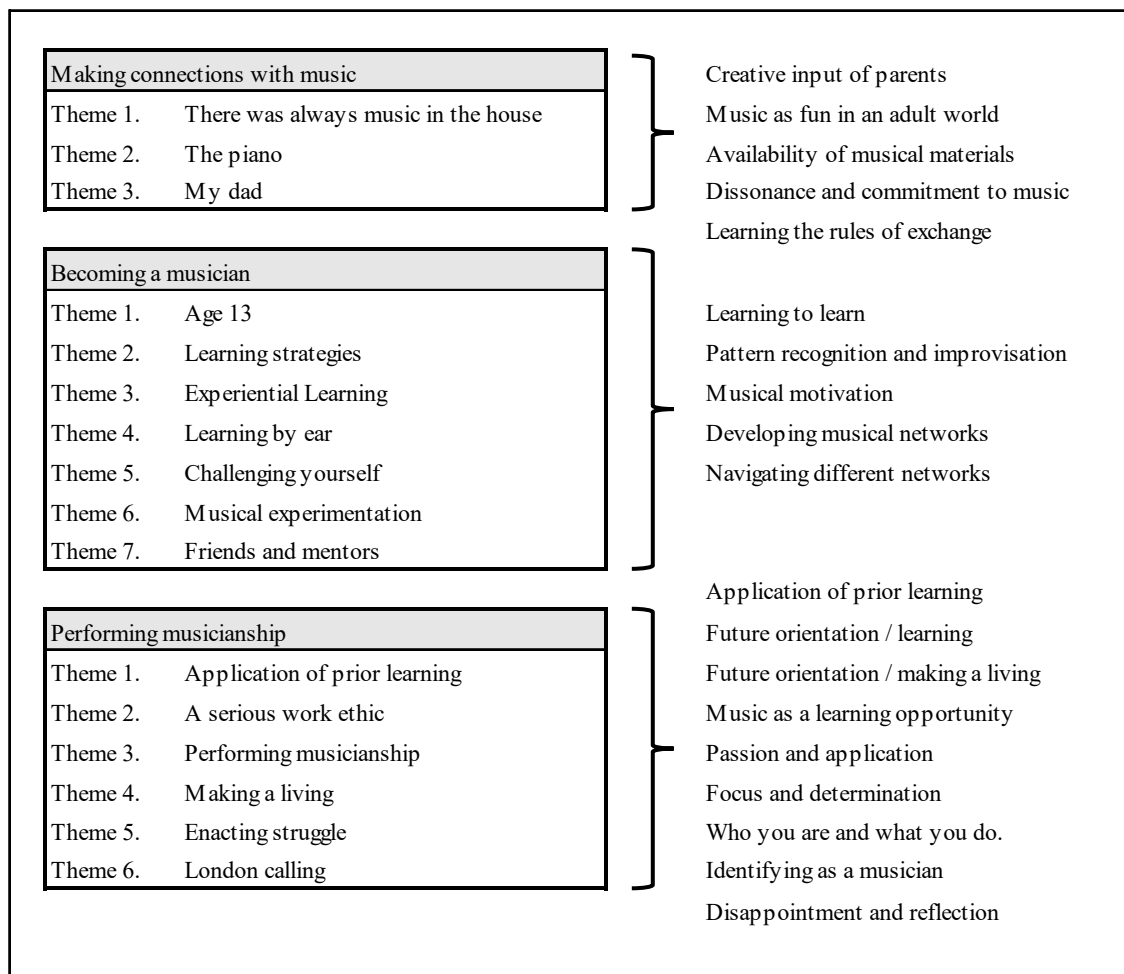 Making connections with music
Theme 1. There was always music in the house
Theme 2. The piano
Theme 3. My dad
Creative input of parents
Music as fun in an adult world
Availability of musical materials
Dissonance and commitment to music
Learning the rules of exchange
Becoming a musician
Theme 1. Age 13
Theme 2. Learning strategies
Theme 3. Experiential Learning
Theme 4. Learning by ear
Theme 5. Challenging yourself
Theme 6. Musical experimentation
Theme 7. Friends and mentors
Learning to learn
Pattern recognition and improvisation
Musical motivation
Developing musical networks
Navigating different networks
Performing musicianship
Theme 1. Application of prior learning
Theme 2. A serious work ethic
Theme 3. Performing musicianship
Theme 4. Making a living
Theme 5. Enacting struggle
Theme 6. London calling
Application of prior learning
Future orientation / learning
Future orientation / making a living
Music as a learning opportunity
Passion and application
Focus and determination
Who you are and what you do.
Identifying as a musician
Disappointment and reflection